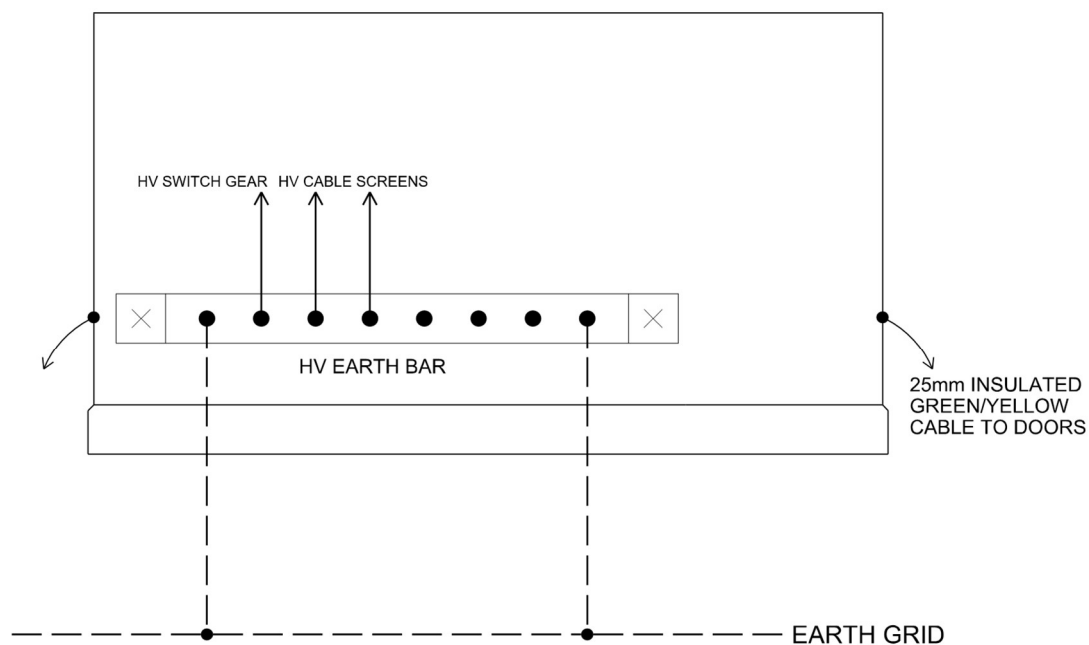 HV SWITCH GEAR HV CABLE SCREENS
HV EARTH BAR
25mm INSULATED
GREEN/YELLOW
CABLE TO DOORS
EARTH GRID